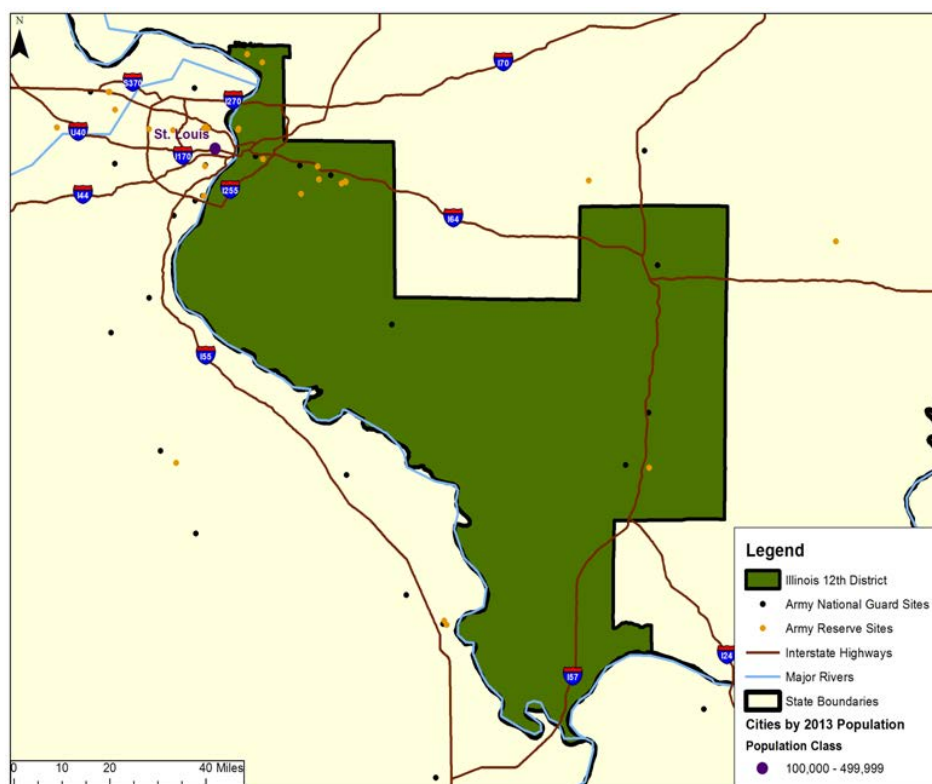 N
I70
S370
I270
U40
St. Louis
I170
I44
I255
I64
I55
I57
I24
Legend
Illinois 12th District
Army National Guard Sites
Army Reserve Sites
Interstate Highways
Major Rivers
State Boundaries
Cities by 2013 Population
Population Class
100,000 - 499,999
0 10 20 40 Miles